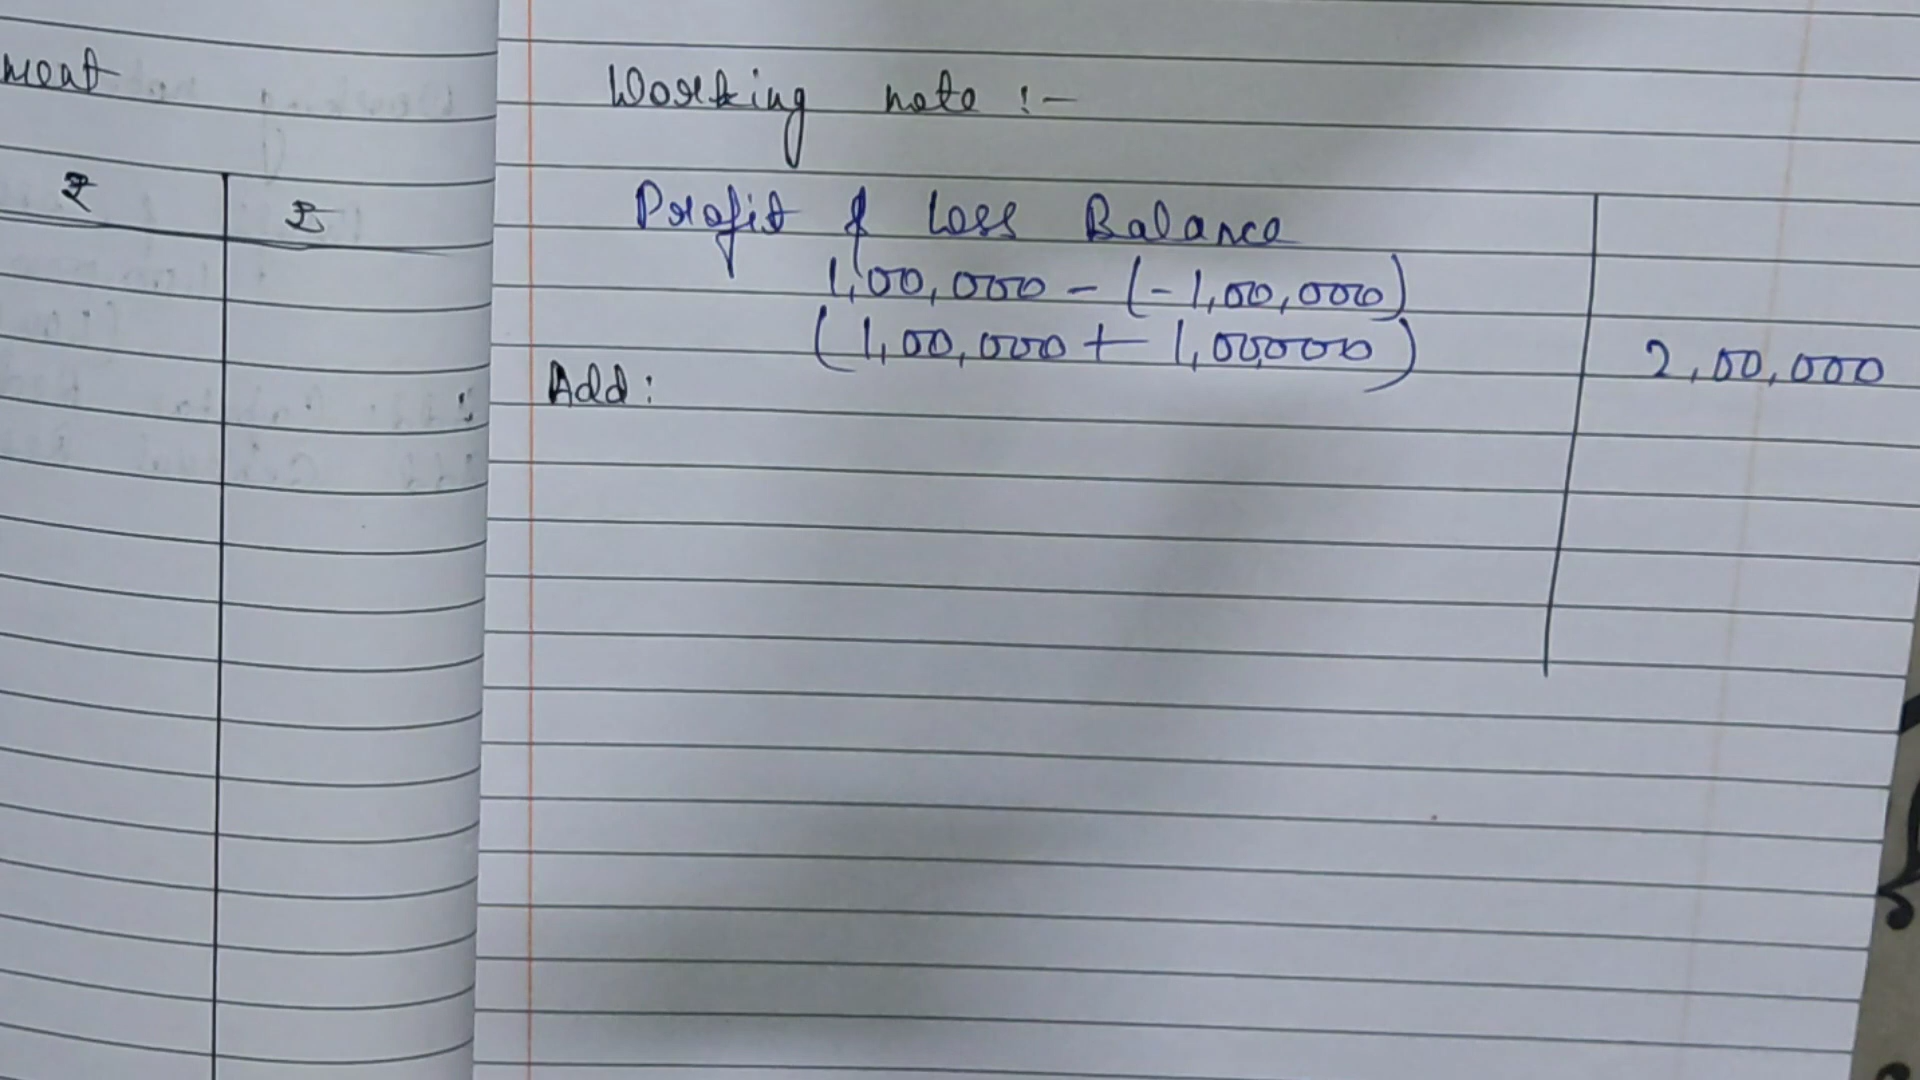 ment
₹ ₹
Working note :-
Profit & Loss Balance
1,00,000 - (-1,00,000)
(1,00,000 + 1,00,000) 2,00,000
Add: